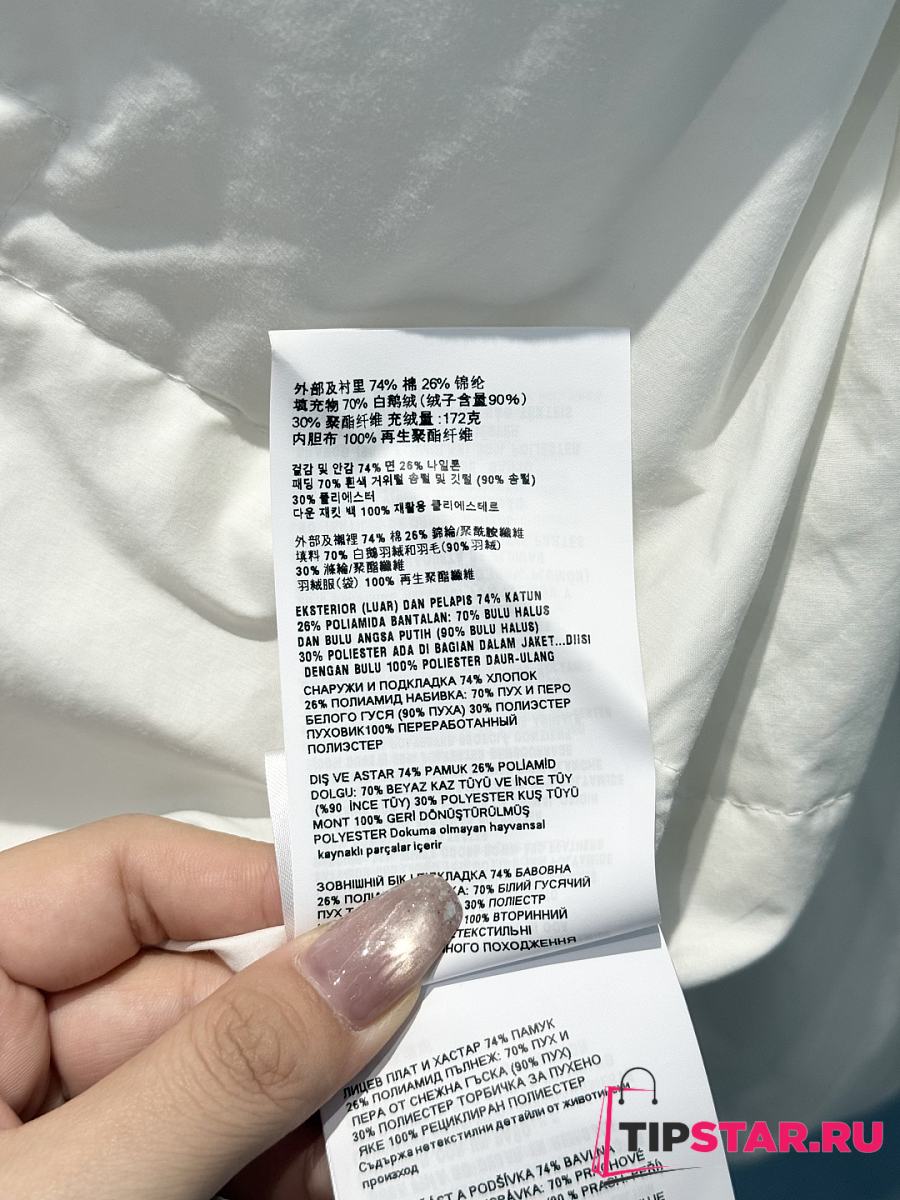 外部及衬里 74% 棉 26% 锦纶
填充物 70% 白鹅绒 (绒子含量90%)
30% 聚酯纤维 充绒量 :172克
内胆布 100% 再生聚酯纤维
겉감 및 안감 74% 면 26% 나일론
패딩 70% 흰색 거위털 솜털 및 깃털 (90% 솜털)
30% 폴리에스터
다운 재킷 백 100% 재활용 폴리에스테르
外部及襯裡 74% 棉 26% 錦綸/聚酰胺纖維
填料 70% 白鵝羽絨和羽毛(90%羽絨)
30% 滌綸/聚酯纖維
羽絨服(袋) 100% 再生聚酯纖維
EKSTERIOR (LUAR) DAN PELAPIS 74% KATUN
26% POLIAMIDA BANTALAN: 70% BULU HALUS
DAN BULU ANGSA PUTIH (90% BULU HALUS)
30% POLIESTER ADA DI BAGIAN DALAM JAKET...DIISI
DENGAN BULU 100% POLIESTER DAUR-ULANG
СНАРУЖИ И ПОДКЛАДКА 74% ХЛОПОК
26% ПОЛИАМИД НАБИВКА: 70% ПУХ И ПЕРО
БЕЛОГО ГУСЯ (90% ПУХА) 30% ПОЛИЭСТЕР
ПУХОВИК100% ПЕРЕРАБОТАННЫЙ
ПОЛИЭСТЕР
DIŞ VE ASTAR 74% PAMUK 26% POLİAMİD
DOLGU: 70% BEYAZ KAZ TÜYÜ VE İNCE TÜY
(%90 İNCE TÜY) 30% POLYESTER KUŞ TÜYÜ
MONT 100% GERİ DÖNÜŞTÜRÜLMÜŞ
POLYESTER Dokuma olmayan hayvansal
kaynaklı parçalar içerir
ЗОВНІШНІЙ БІК І ПІДКЛАДКА 74% БАВОВНА
26% 70% БІЛИЙ ГУСЯЧИЙ
ПУХ 30% ПОЛІЕСТР
100% ВТОРИННИЙ
ПОХОДЖЕННЯ
ЛИЦЕВ ПЛАТ И ХАСТАР 74% ПАМУК
26% ПОЛИАМИД ПЪЛНЕЖ: 70% ПУХ И
ПЕРА ОТ СНЕЖНА ГЪСКА (90% ПУХ)
30% ПОЛИЕСТЕР ТОРБИЧКА ЗА ПУХЕНО
ЯКЕ 100% РЕЦИКЛИРАН ПОЛИЕСТЕР
Съдържа нетекстилни детайли от животински
произход
A PODŠÍVKA 74%
70%
TIPSTAR.RU